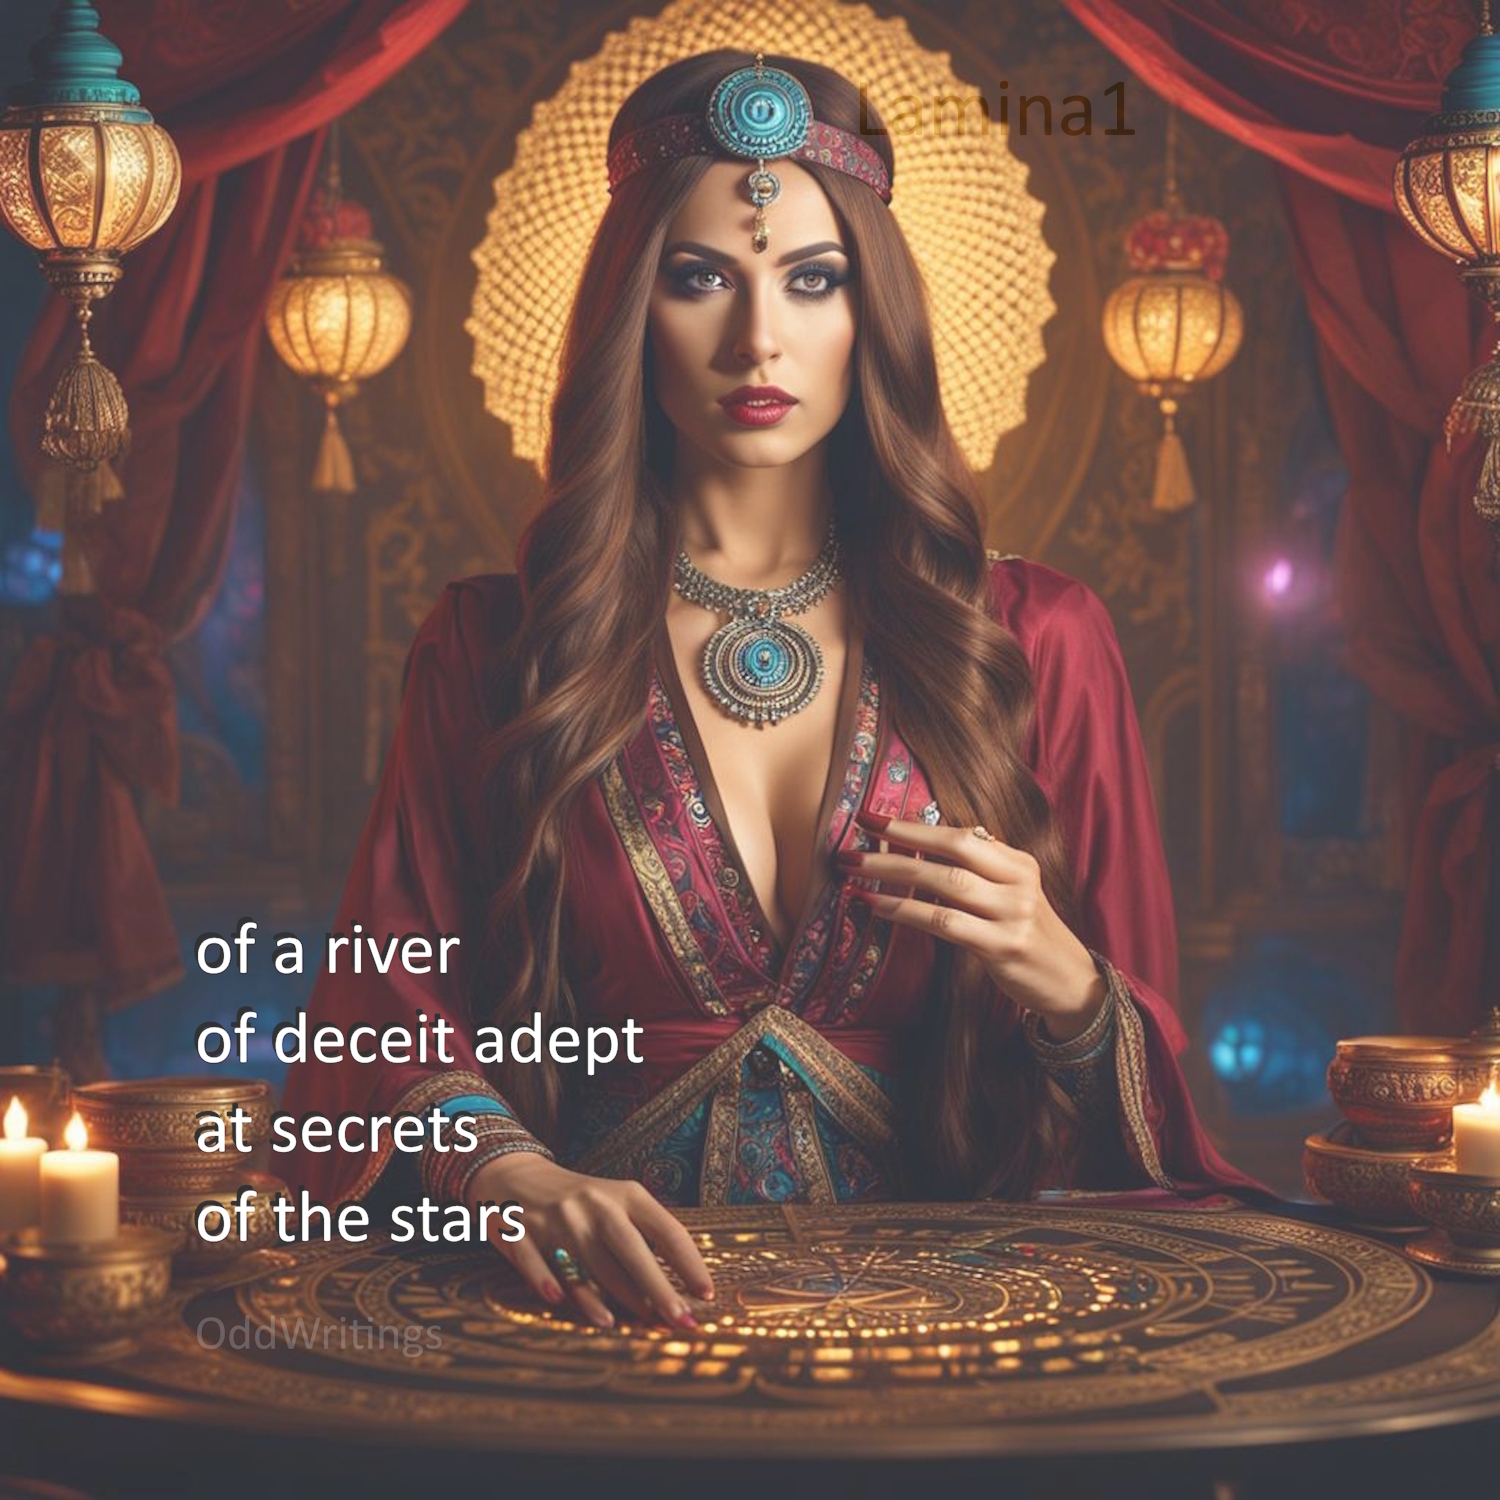 Lamina1
of a river
of deceit adept
at secrets
of the stars
OddWritings